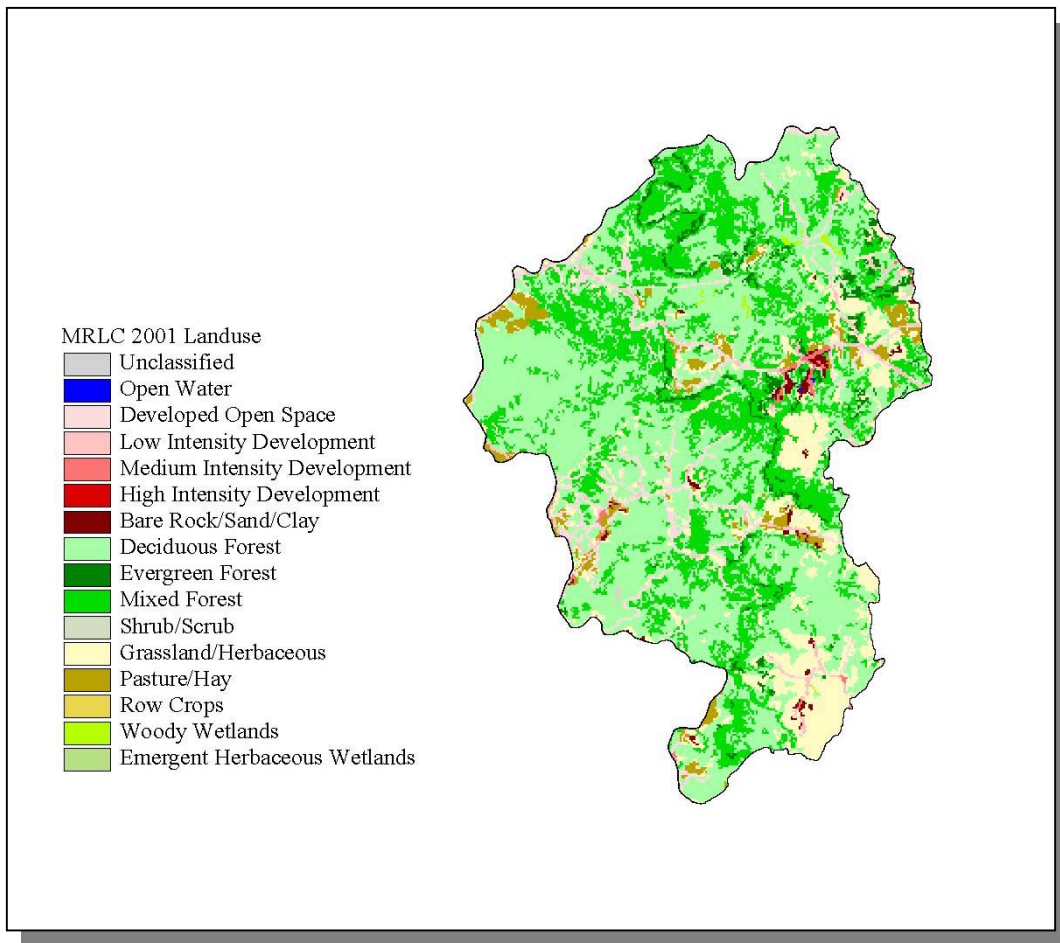 MRLC 2001 Landuse
Unclassified
Open Water
Developed Open Space
Low Intensity Development
Medium Intensity Development
High Intensity Development
Bare Rock/Sand/Clay
Deciduous Forest
Evergreen Forest
Mixed Forest
Shrub/Scrub
Grassland/Herbaceous
Pasture/Hay
Row Crops
Woody Wetlands
Emergent Herbaceous Wetlands